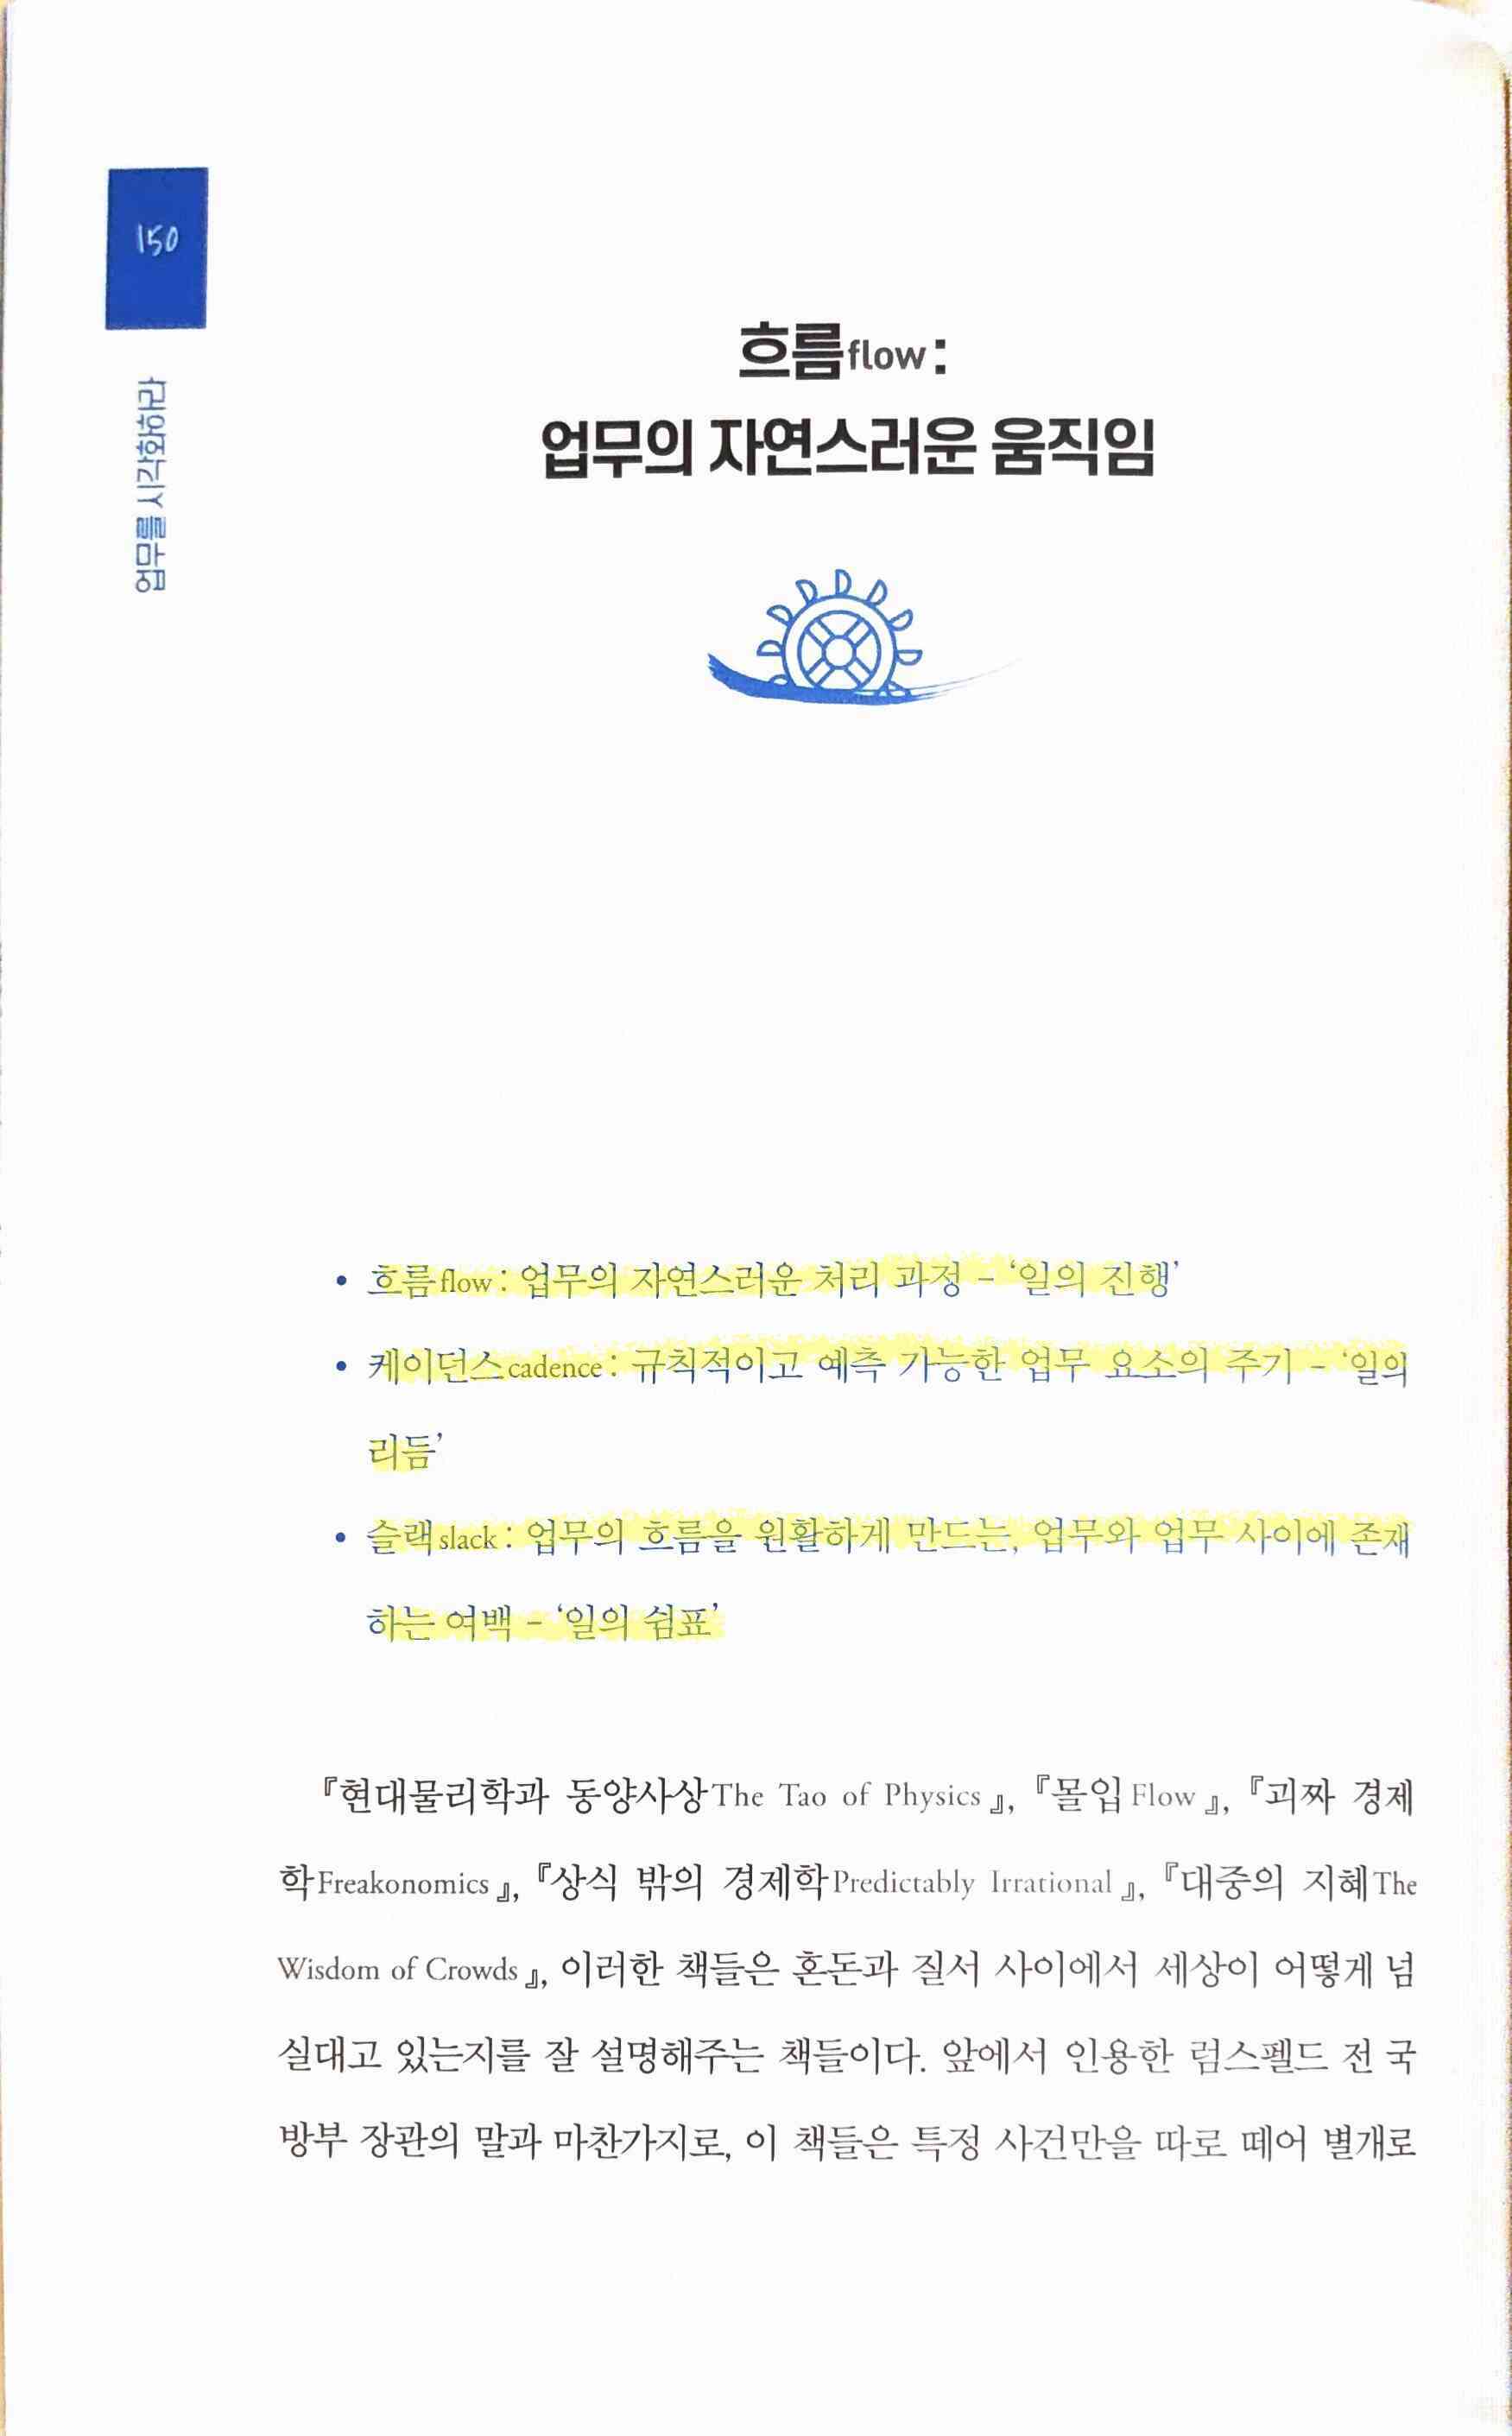 150
업무를 시각화하라
흐름flow:
업무의 자연스러운 움직임
• 흐름flow: 업무의 자연스러운 처리 과정 - ‘일의 진행’
• 케이던스cadence: 규칙적이고 예측 가능한 업무 요소의 주기 - ‘일의
리듬’
• 슬랙slack: 업무의 흐름을 원활하게 만드는, 업무와 업무 사이에 존재
하는 여백 - ‘일의 쉼표’
『현대물리학과 동양사상The Tao of Physics』, 『몰입Flow』, 『괴짜 경제
학Freakonomics』, 『상식 밖의 경제학Predictably Irrational』, 『대중의 지혜The
Wisdom of Crowds』, 이러한 책들은 혼돈과 질서 사이에서 세상이 어떻게 넘
실대고 있는지를 잘 설명해주는 책들이다. 앞에서 인용한 럼스펠드 전 국
방부 장관의 말과 마찬가지로, 이 책들은 특정 사건만을 따로 떼어 별개로